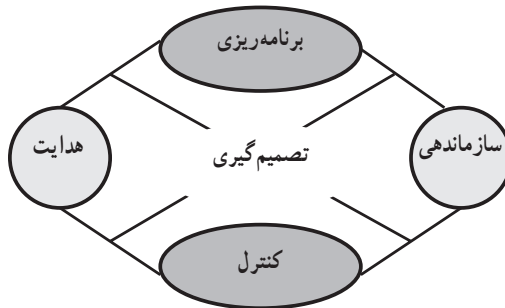 برنامه‌ریزی
سازماندهی
تصمیم‌گیری
هدایت
کنترل